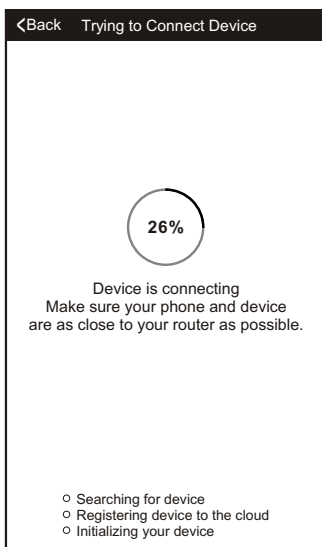 <Back Trying to Connect Device
26%
Device is connecting
Make sure your phone and device
are as close to your router as possible.
Searching for device
Registering device to the cloud
Initializing your device